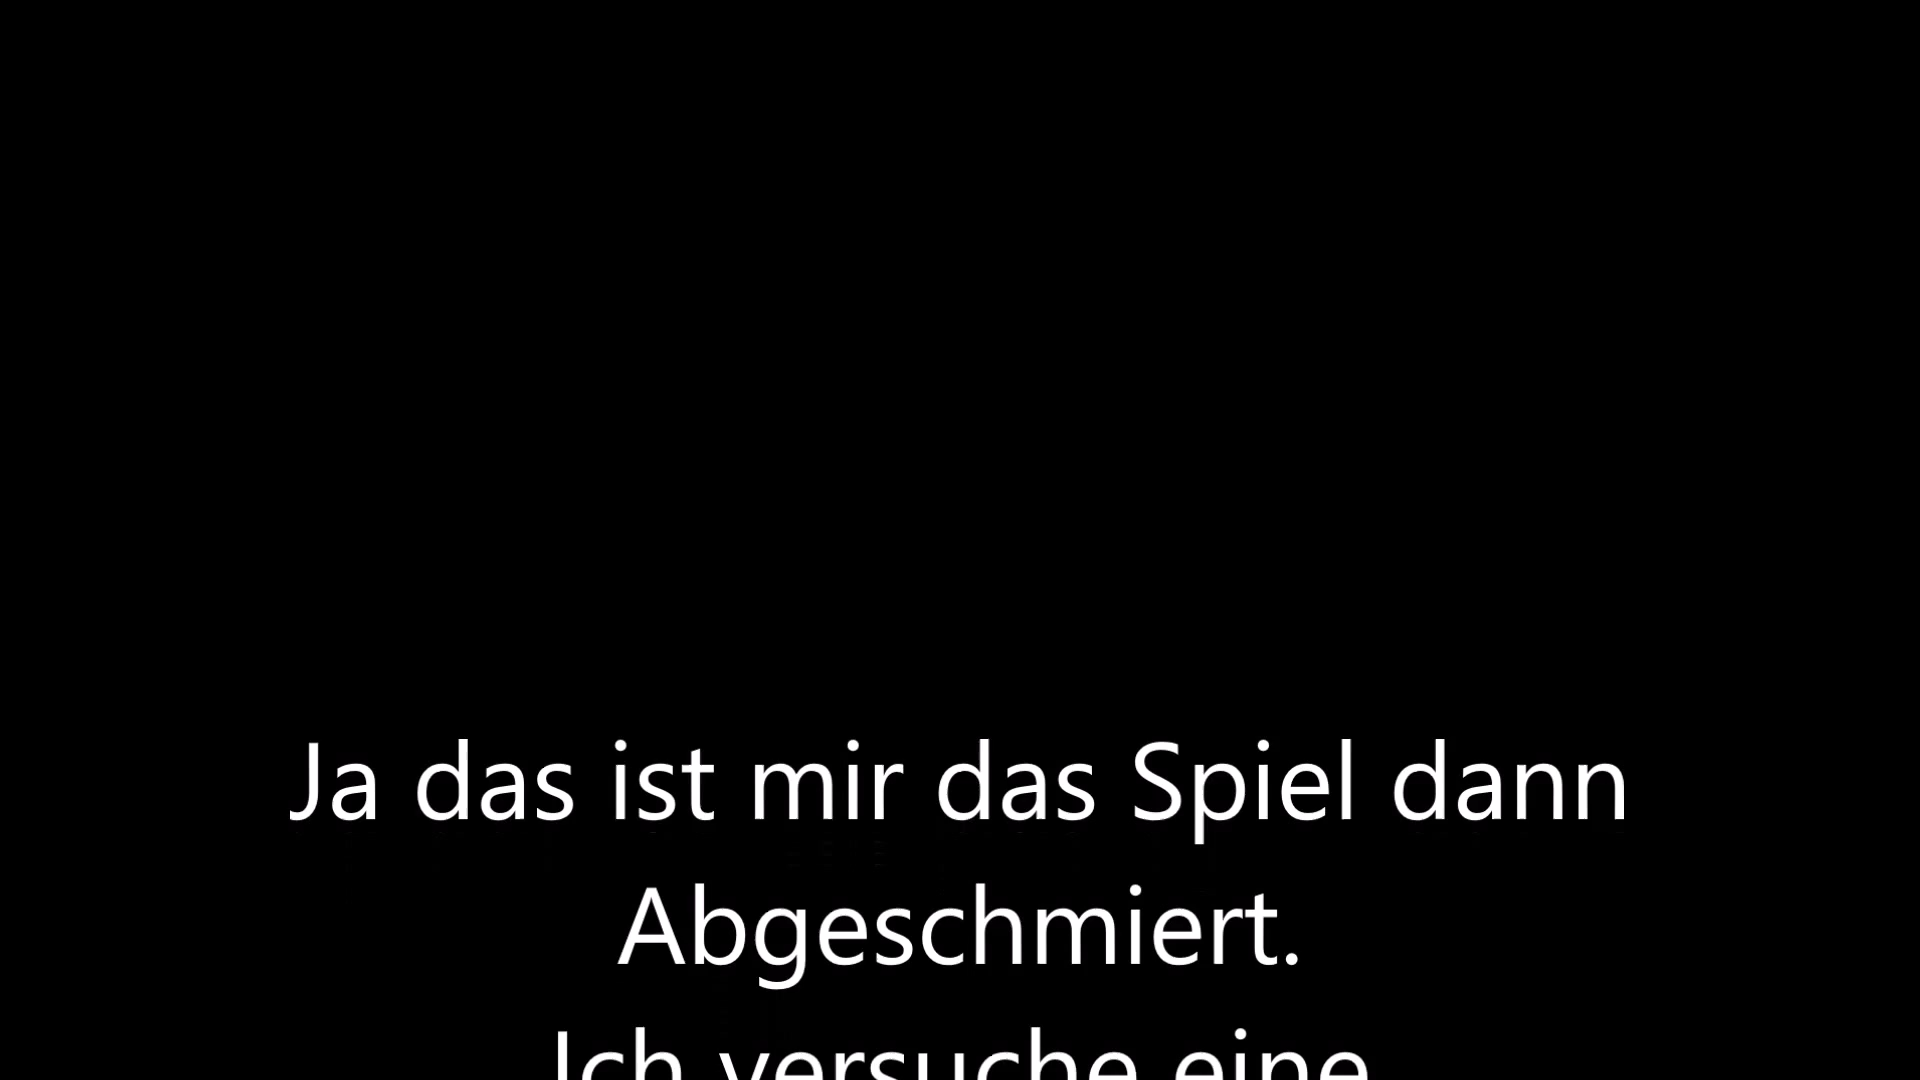 Ja das ist mir das Spiel dann
Abgeschmiert.
Ich versuche eine